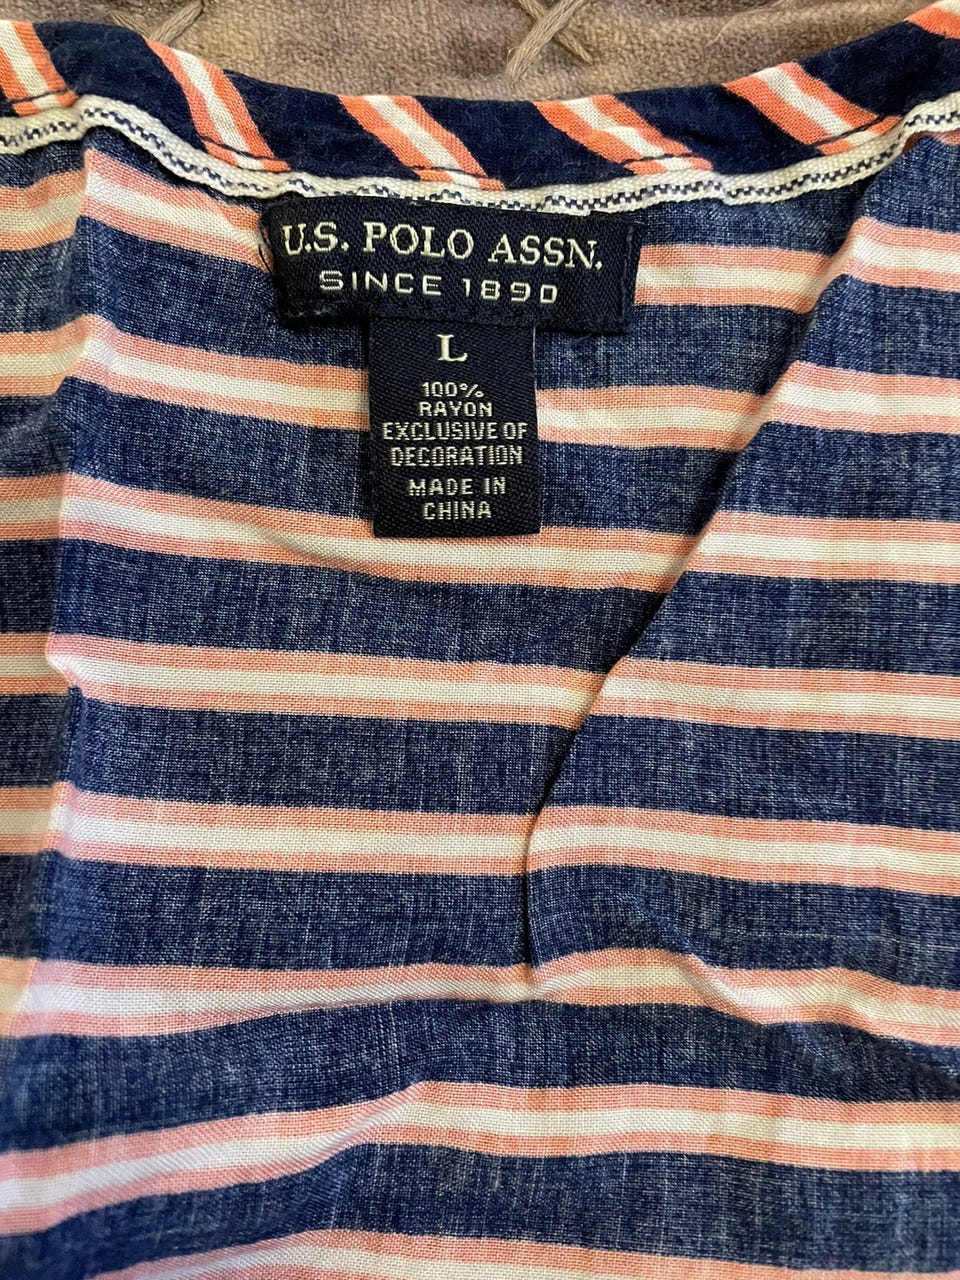 U.S. POLO ASSN.
SINCE 1890
L
100%
RAYON
EXCLUSIVE OF
DECORATION
MADE IN
CHINA